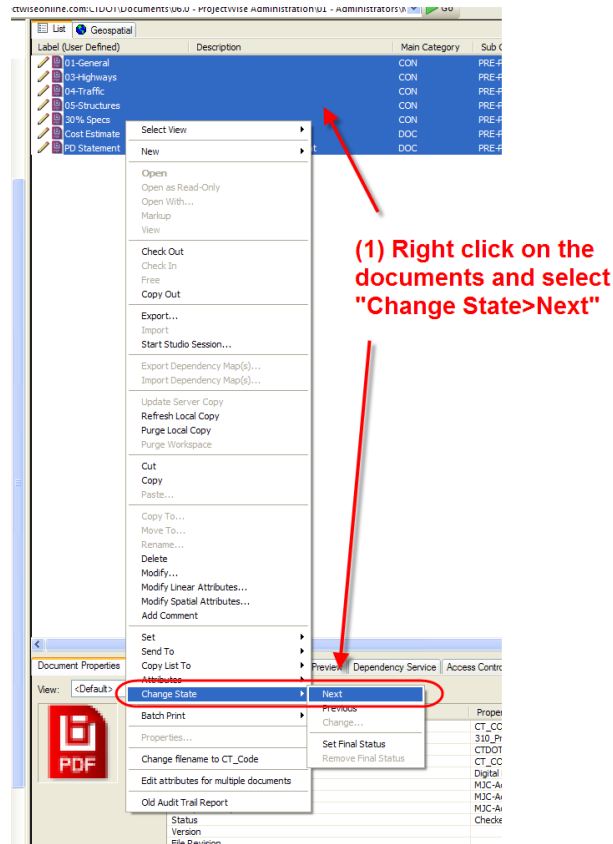 ctwiseonline.com:CTDOT\Documents\06.0 - ProjectWise Administration\01 - Administrators\ Go
List Geospatial
Label (User Defined) Description Main Category Sub
01-General CON PRE-P
03-Highways CON PRE-P
04-Traffic CON PRE-P
05-Structures CON PRE-P
30% Specs CON PRE-P
Cost Estimate DOC PRE-P
PD Statement DOC PRE-P
Select View
New
Open
Open as Read-Only
Open With...
Markup
View
Check Out
Check In
Free
Copy Out
Export...
Import
Start Studio Session...
Export Dependency Map(s)...
Import Dependency Map(s)...
Update Server Copy
Refresh Local Copy
Purge Local Copy
Purge Workspace
Cut
Copy
Paste...
Copy To...
Move To...
Rename...
Delete
Modify...
Modify Linear Attributes...
Modify Spatial Attributes...
Add Comment
Set
Send To
Copy List To
Attributes
Change State
Batch Print
Properties...
Change filename to CT_Code
Edit attributes for multiple documents
Old Audit Trail Report
(1) Right click on the
documents and select
"Change State>Next"
Document Properties Preview Dependency Service Access Contro
View: <Default>
Next
Previous
Change...
Set Final Status
Remove Final Status
PDF
Proper
CT_CO
310_Pr
CTDOT
CT_CO
Digital
MJC-A
MJC-A
MJC-A
Status Checke
Version
File Revision